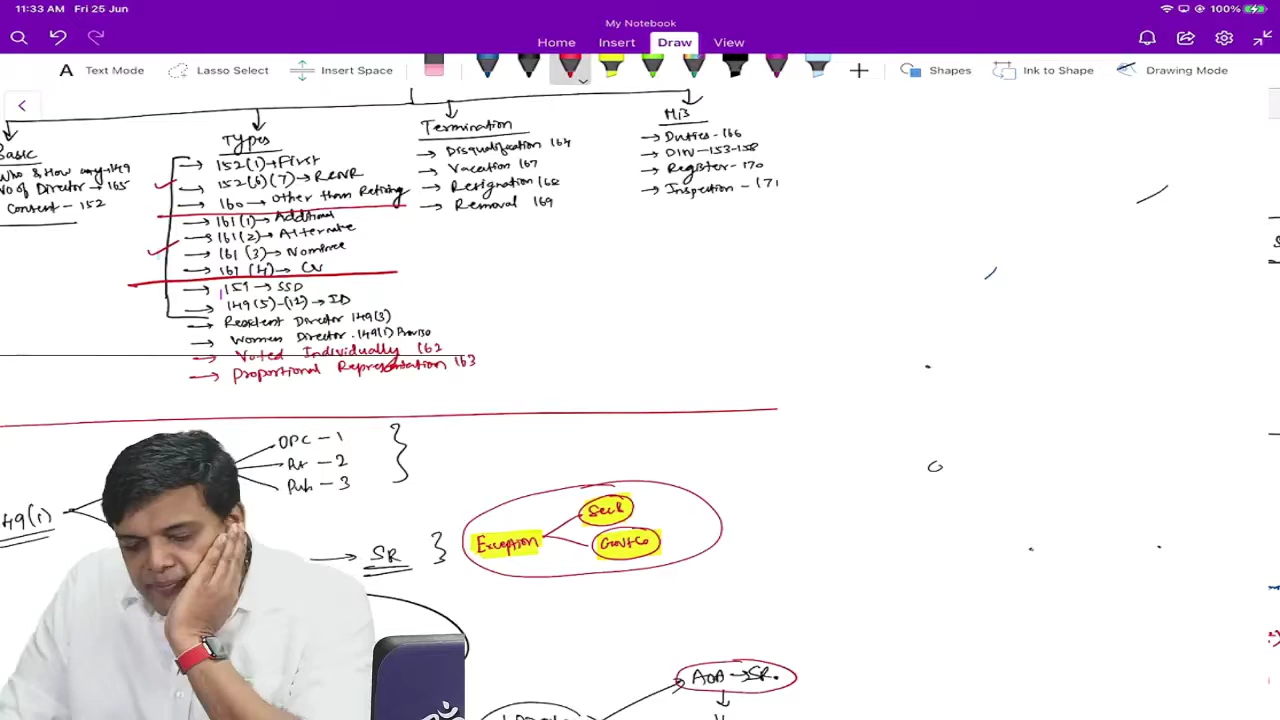 11:33 AM Fri 25 Jun
100%
My Notebook
Home Insert Draw View
Text Mode Lasso Select Insert Space Shapes Ink to Shape Drawing Mode
Basic
Who & How any-149
No of Director → 165
Consent - 152
Types
→ 152(1) → First
→ 152(6)(7) → RENR
→ 160 → Other than Retiring
→ 161(1) → Additional
→ 161(2) → Alternate
→ 161(3) → Nominee
→ 161(4) → CV
→ 151 → SSD
→ 149(5)-(12) → ID
→ Resident Director 149(3)
→ Women Director. 149(1) Proviso
→ Voted Individually 162
→ Proportional Representation 163
Termination
→ Disqualification 164
→ Vacation 167
→ Resignation 168
→ Removal 169
→ Duties - 166
→ DIN - 153-158
→ Register - 170
→ Inspection - 171
49(1)
OPC - 1
Pvt - 2
Pub - 3
→ SR
Exception
Sec 8
Govt Co
AOA → SR.